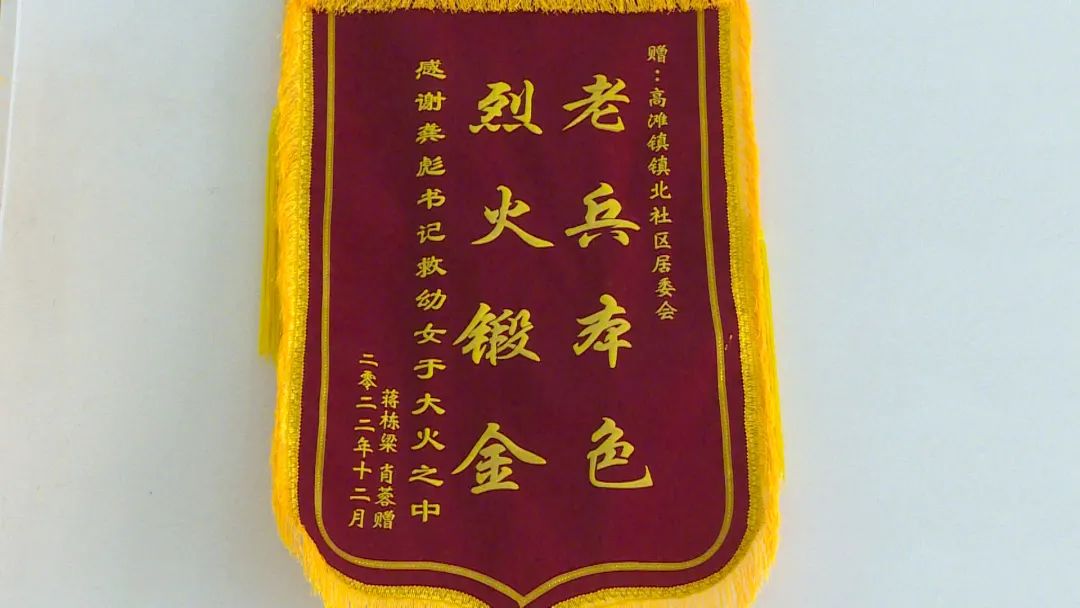 赠：高滩镇镇北社区居委会
老兵本色
烈火锻金
感谢龚彪书记救幼女于大火之中
蒋栋梁 肖蓉赠
二零二二年十二月